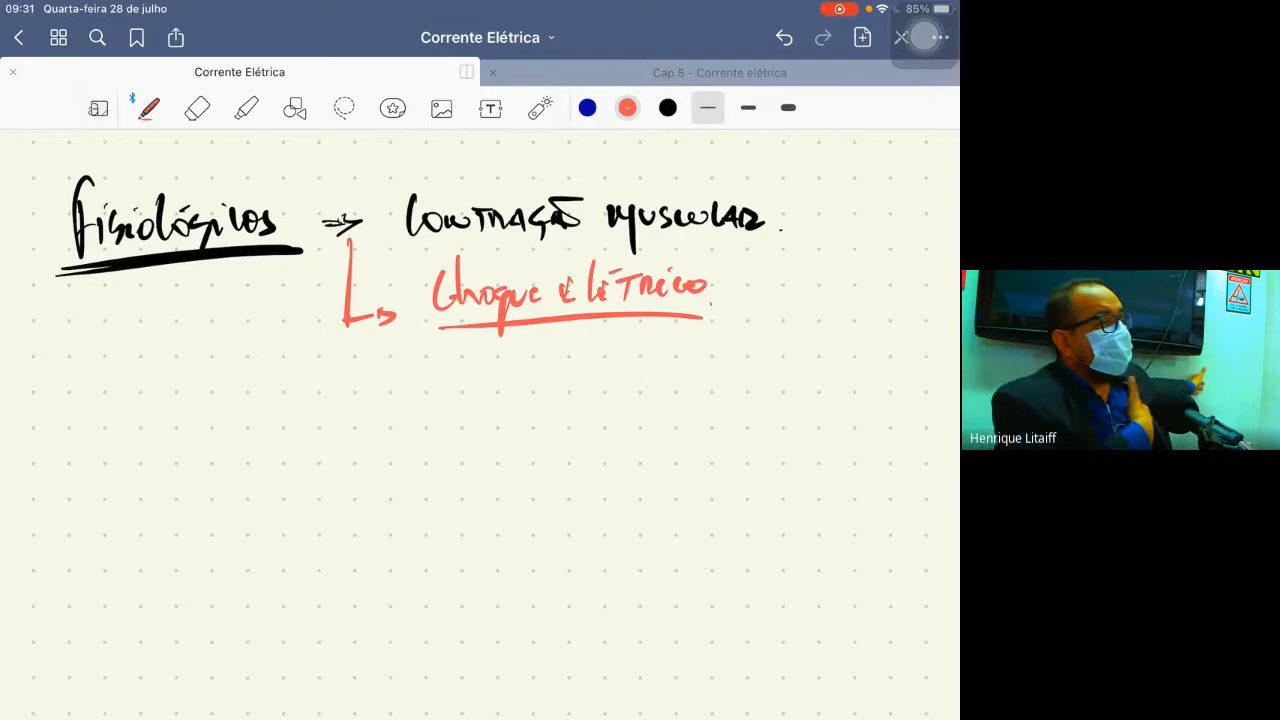 09:31 Quarta-feira 28 de julho
85%
Corrente Elétrica
Corrente Elétrica
Cap 5 - Corrente elétrica
T
Fisiológicos ⇒ Contração muscular.
Choque elétrico.
Henrique Litaiff